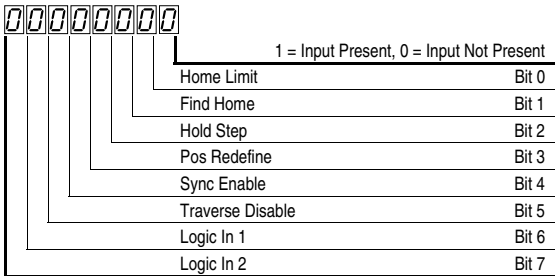 00000000
1 = Input Present, 0 = Input Not Present
Home Limit Bit 0
Find Home Bit 1
Hold Step Bit 2
Pos Redefine Bit 3
Sync Enable Bit 4
Traverse Disable Bit 5
Logic In 1 Bit 6
Logic In 2 Bit 7